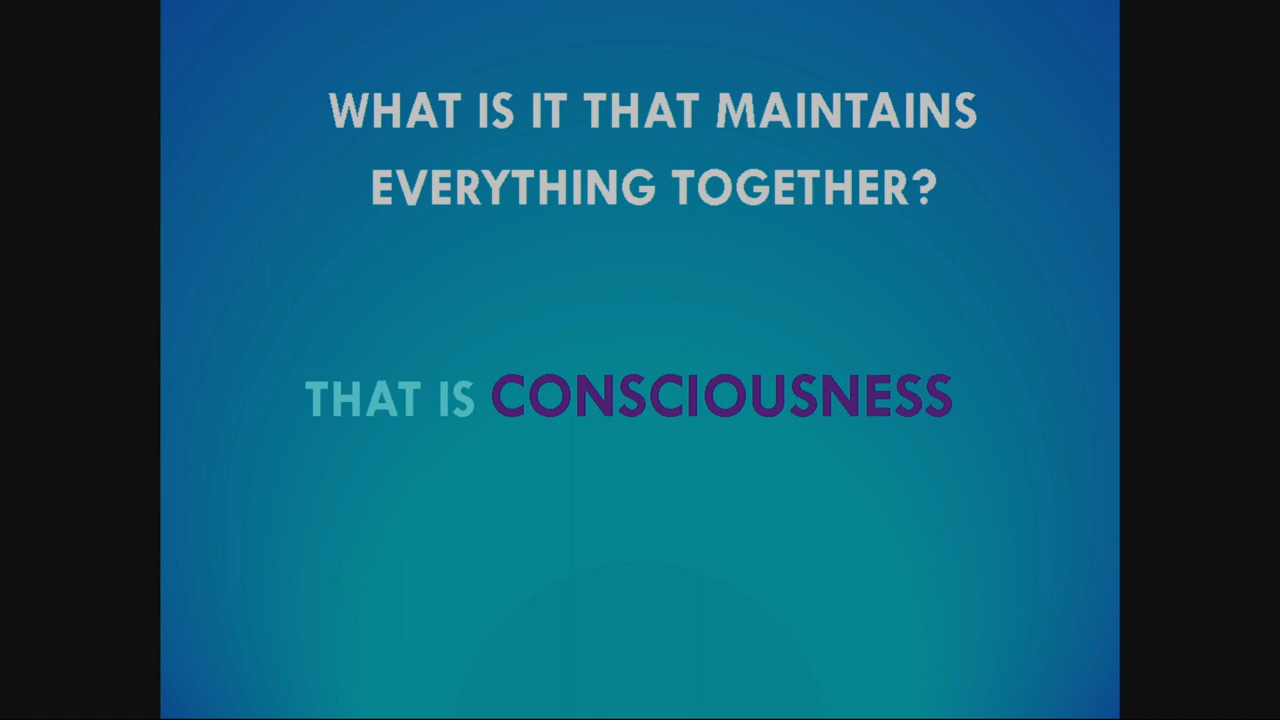 WHAT IS IT THAT MAINTAINS
EVERYTHING TOGETHER?
THAT IS CONSCIOUSNESS